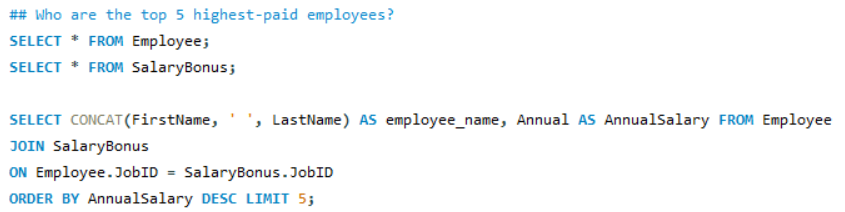 ## Who are the top 5 highest-paid employees?
SELECT * FROM Employee;
SELECT * FROM SalaryBonus;
SELECT CONCAT(FirstName, ' ', LastName) AS employee_name, Annual AS AnnualSalary FROM Employee
JOIN SalaryBonus
ON Employee.JobID = SalaryBonus.JobID
ORDER BY AnnualSalary DESC LIMIT 5;